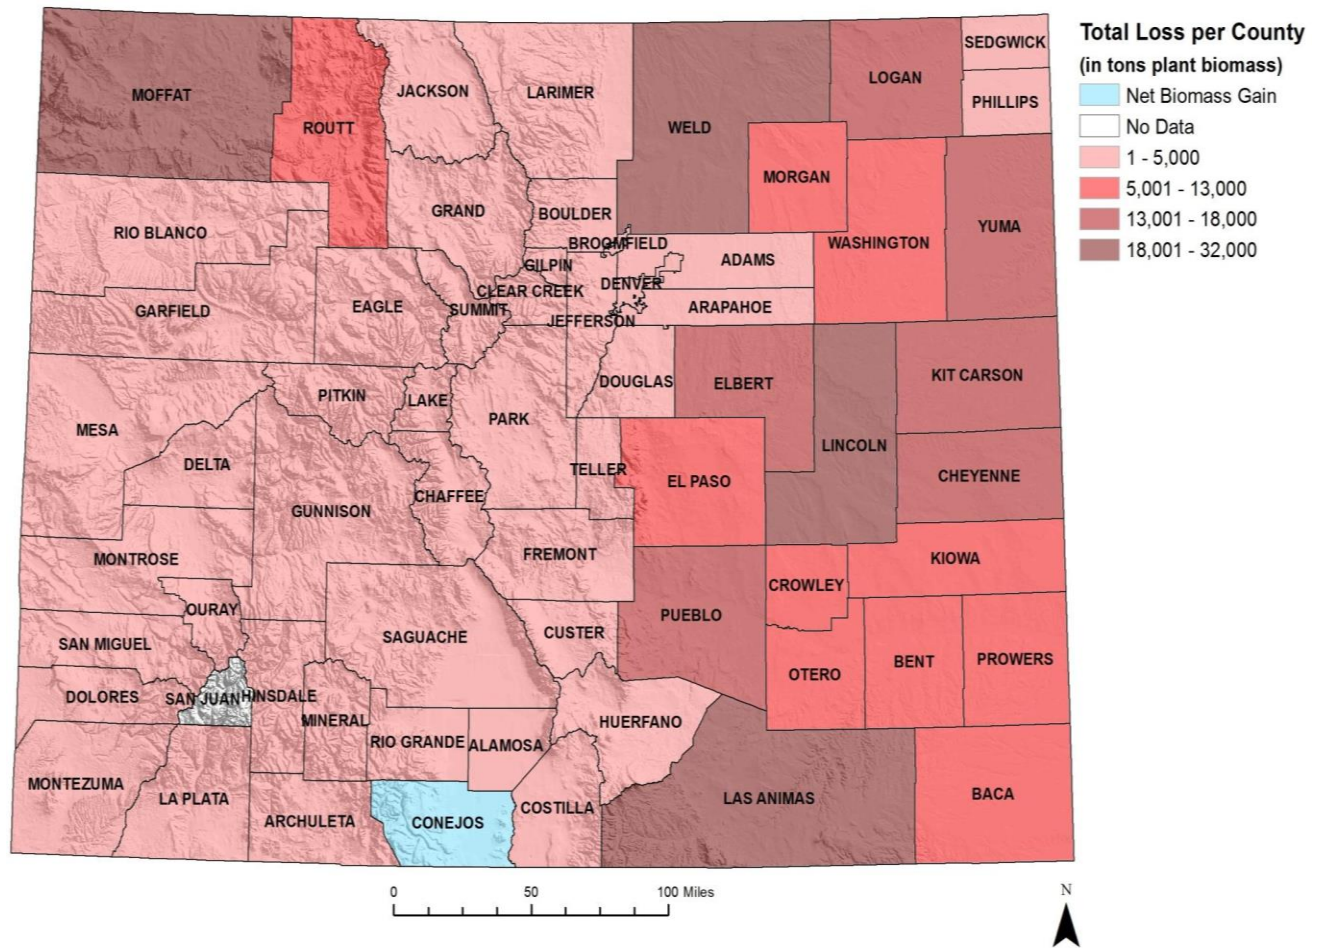 Total Loss per County
(in tons plant biomass)
Net Biomass Gain
No Data
1 - 5,000
5,001 - 13,000
13,001 - 18,000
18,001 - 32,000
SEDGWICK
LOGAN
MOFFAT
JACKSON
LARIMER
PHILLIPS
ROUTT
WELD
MORGAN
GRAND
BOULDER
YUMA
RIO BLANCO
BROOMFIELD
WASHINGTON
GILPIN
ADAMS
CLEAR CREEK
DENVER
GARFIELD
EAGLE
SUMMIT
ARAPAHOE
JEFFERSON
PITKIN
LAKE
DOUGLAS
ELBERT
KIT CARSON
MESA
PARK
LINCOLN
DELTA
TELLER
CHEYENNE
GUNNISON
CHAFFEE
EL PASO
MONTROSE
FREMONT
KIOWA
OURAY
CROWLEY
PUEBLO
SAN MIGUEL
SAGUACHE
CUSTER
BENT
PROWERS
OTERO
DOLORES
SAN JUAN
HINSDALE
MINERAL
HUERFANO
RIO GRANDE
ALAMOSA
MONTEZUMA
LA PLATA
COSTILLA
LAS ANIMAS
BACA
ARCHULETA
CONEJOS
0 50 100 Miles
N